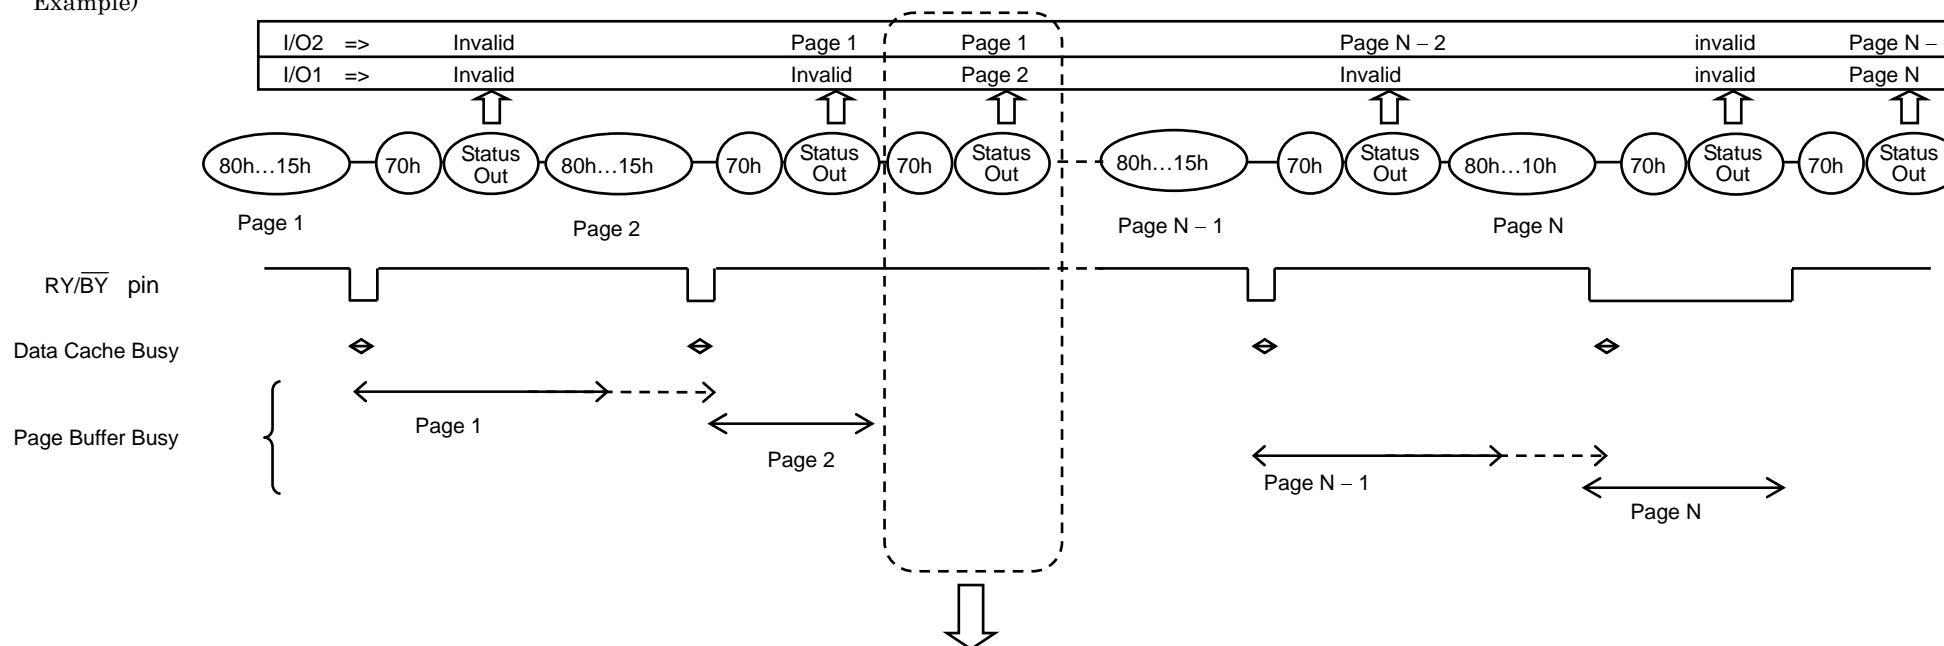 Example)
I/O2 => Invalid Page 1 Page 1 Page N − 2 invalid Page N −
I/O1 => Invalid Invalid Page 2 Invalid invalid Page N
80h…15h 70h Status Out 80h…15h 70h Status Out 70h Status Out 80h…15h 70h Status Out 80h…10h 70h Status Out 70h Status Out
Page 1 Page 2 Page N − 1 Page N
RY/BY pin
Data Cache Busy
Page 1
Page Buffer Busy
Page 2
Page N − 1
Page N